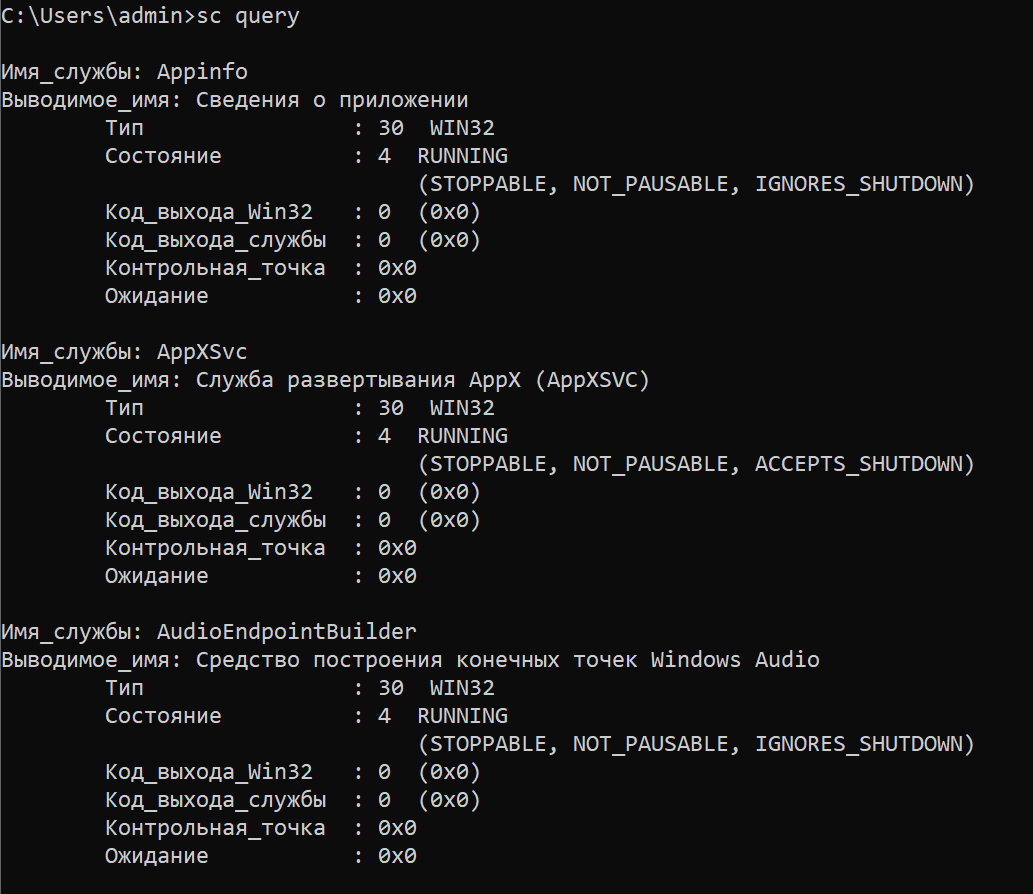 C:\Users\admin>sc query
Имя_службы: Appinfo
Выводимое_имя: Сведения о приложении
Тип : 30 WIN32
Состояние : 4 RUNNING
(STOPPABLE, NOT_PAUSABLE, IGNORES_SHUTDOWN)
Код_выхода_Win32 : 0 (0x0)
Код_выхода_службы : 0 (0x0)
Контрольная_точка : 0x0
Ожидание : 0x0
Имя_службы: AppXSvc
Выводимое_имя: Служба развертывания AppX (AppXSVC)
Тип : 30 WIN32
Состояние : 4 RUNNING
(STOPPABLE, NOT_PAUSABLE, ACCEPTS_SHUTDOWN)
Код_выхода_Win32 : 0 (0x0)
Код_выхода_службы : 0 (0x0)
Контрольная_точка : 0x0
Ожидание : 0x0
Имя_службы: AudioEndpointBuilder
Выводимое_имя: Средство построения конечных точек Windows Audio
Тип : 30 WIN32
Состояние : 4 RUNNING
(STOPPABLE, NOT_PAUSABLE, IGNORES_SHUTDOWN)
Код_выхода_Win32 : 0 (0x0)
Код_выхода_службы : 0 (0x0)
Контрольная_точка : 0x0
Ожидание : 0x0